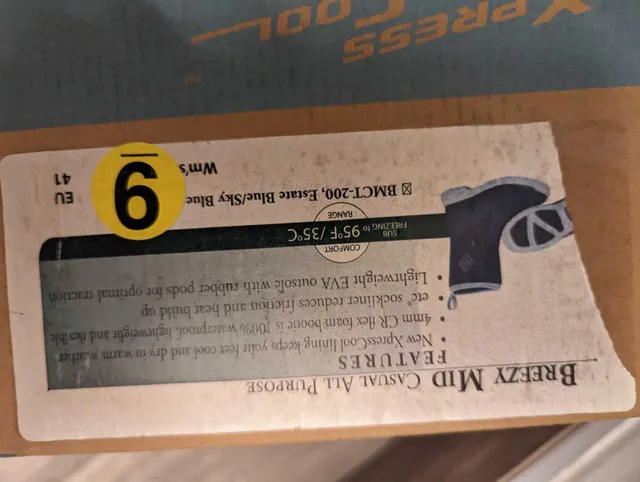 BREEZY MID CASUAL ALL PURPOSE
FEATURES
• New XpressCool lining keeps your feet cool and dry in warm weather
• 4mm CR flex foam bootie is 100% waterproof, lightweight and flexible
• etc® sockliner reduces friction and heat build up
• Lightweight EVA outsole with rubber pods for optimal traction
COMFORT
SUB FREEZING to 95°F / 35°C
RANGE
☒ BMCT-200, Estate Blue/Sky Blue
Wm's
9
EU
41
™
XPRESS
COOL